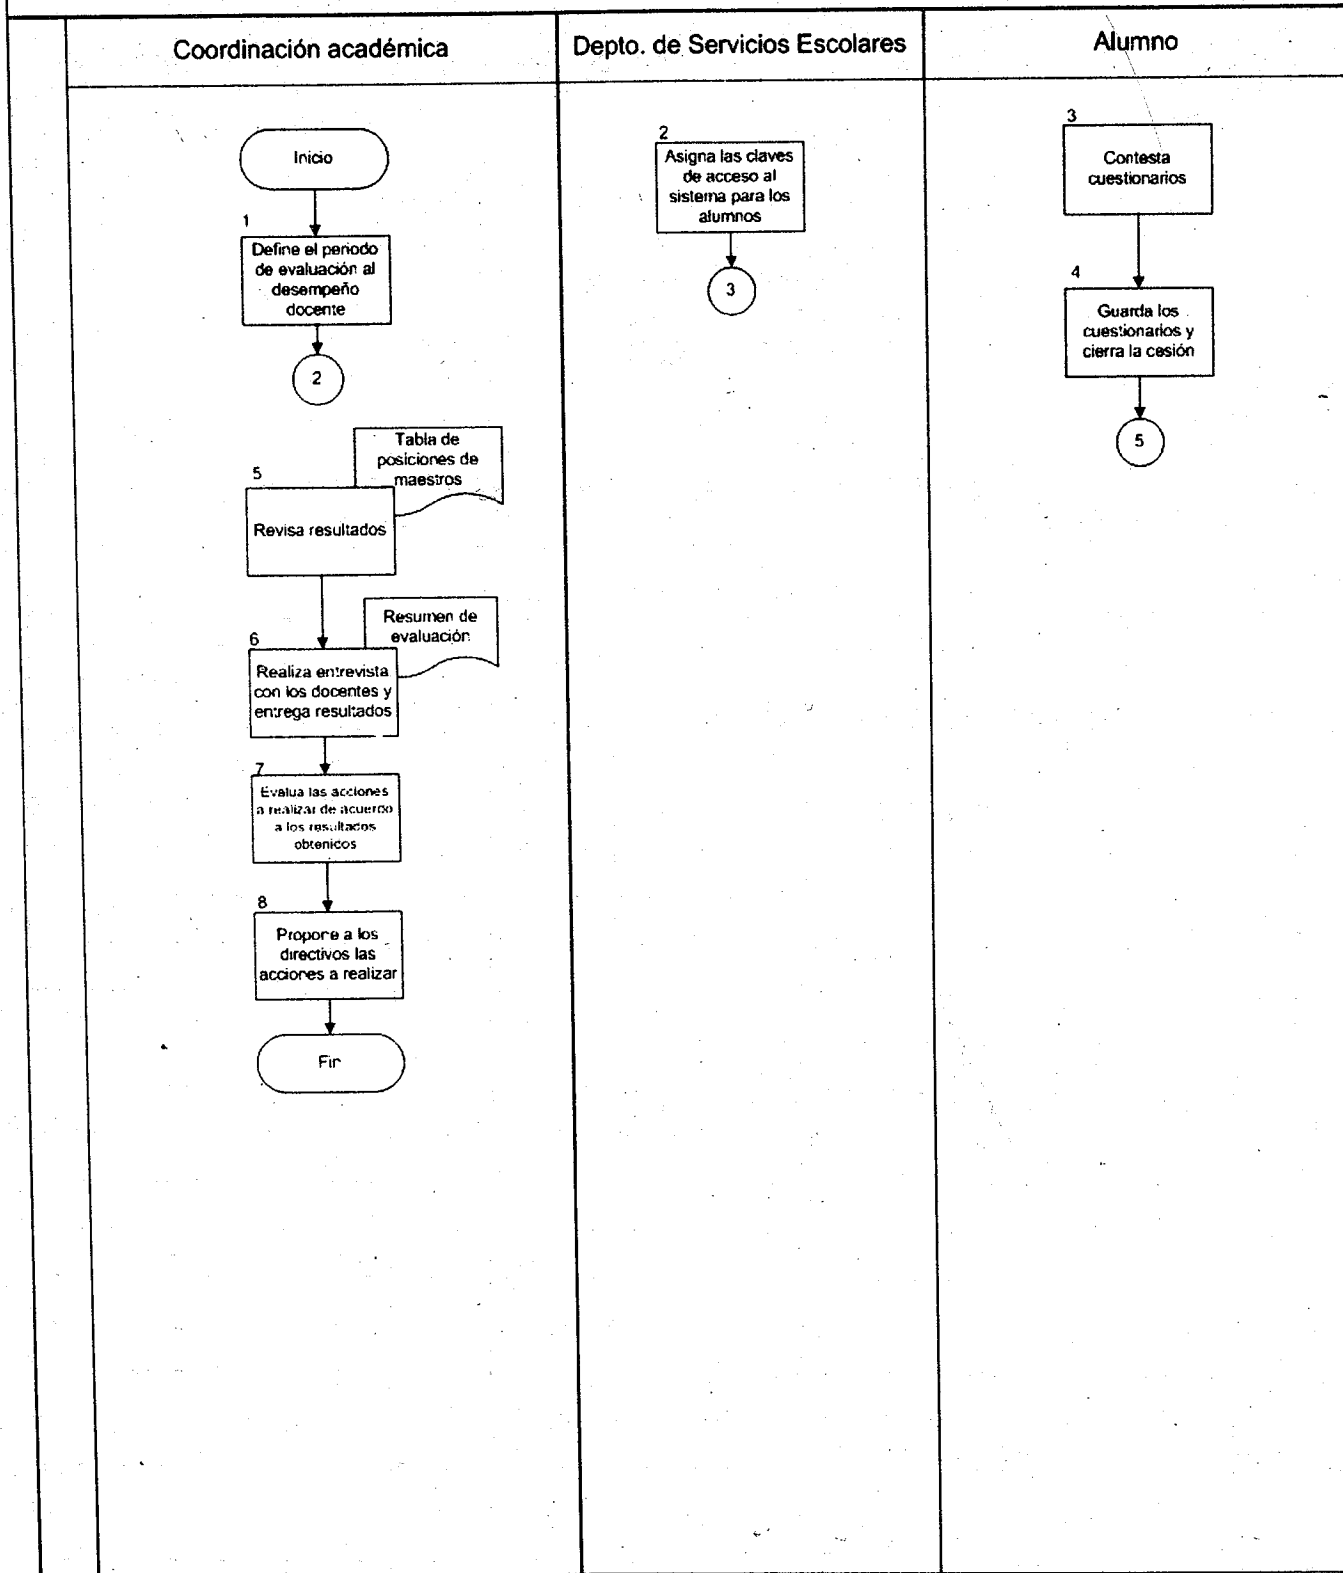 Coordinación académica
Depto. de Servicios Escolares
Alumno
Inicio
1
Define el periodo
de evaluación al
desempeño
docente
2
5
Tabla de
posiciones de
maestros
Revisa resultados
6
Resumen de
evaluación
Realiza entrevista
con los docentes y
entrega resultados
7
Evalua las acciones
a realizar de acuerdo
a los resultados
obtenidos
8
Propone a los
directivos las
acciones a realizar
Fin
2
Asigna las claves
de acceso al
sistema para los
alumnos
3
3
Contesta
cuestionarios
4
Guarda los
cuestionarios y
cierra la cesión
5